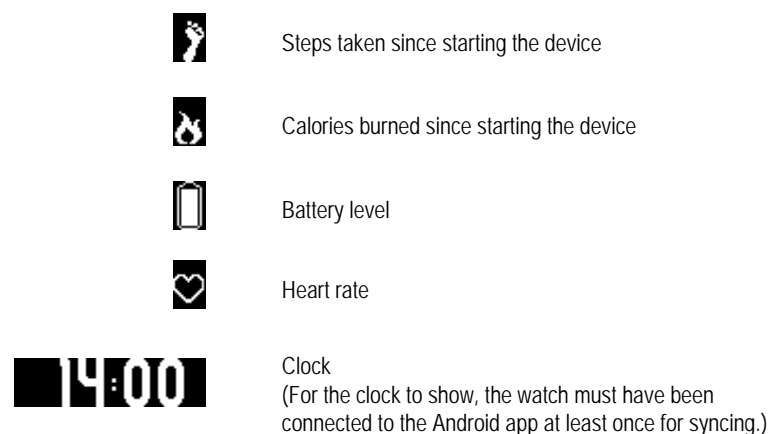 Steps taken since starting the device
Calories burned since starting the device
Battery level
Heart rate
14:00
Clock
(For the clock to show, the watch must have been
connected to the Android app at least once for syncing.)